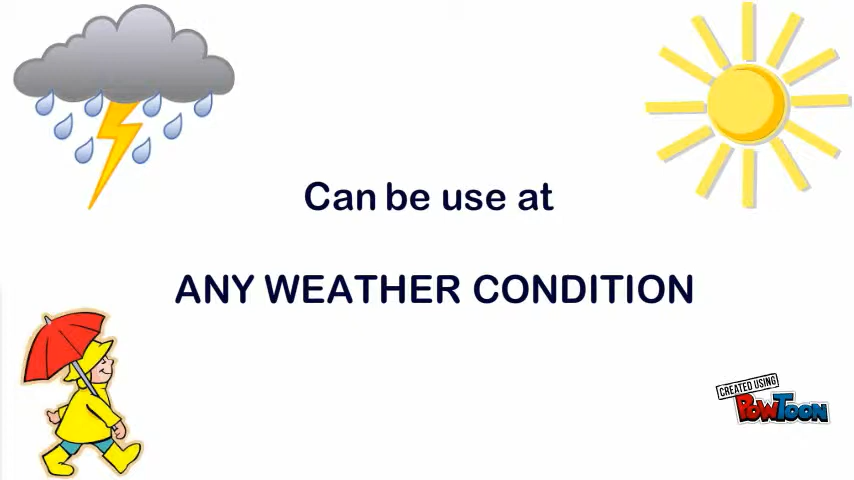 Can be use at
ANY WEATHER CONDITION
CREATED USING
POWTOON